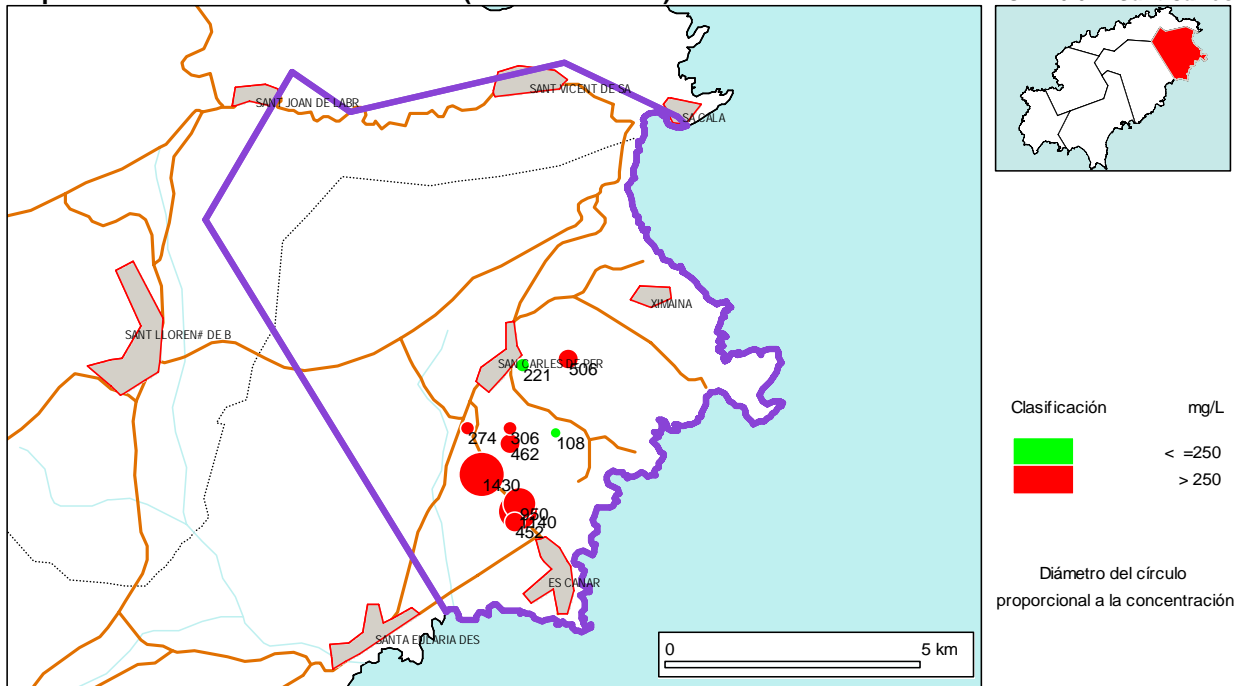 SANT JOAN DE LABR
SANT VICENT DE SA
SA CALA
XIMAINA
SANT LLOREN# DE B
SAN CARLES DE PER
506
221
274
306
108
462
1430
950
1140
452
ES CANAR
SANTA EULARIA DES
0 5 km
Clasificación mg/L
< =250
> 250
Diámetro del círculo
proporcional a la concentración